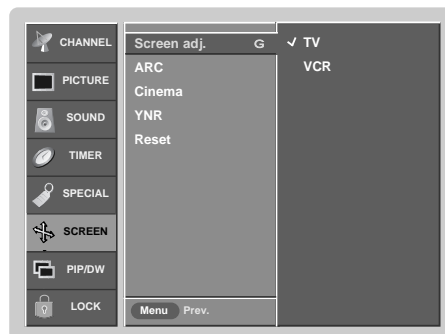 CHANNEL
PICTURE
SOUND
TIMER
SPECIAL
SCREEN
PIP/DW
LOCK
Screen adj. G
ARC
Cinema
YNR
Reset
Menu Prev.
✓ TV
VCR